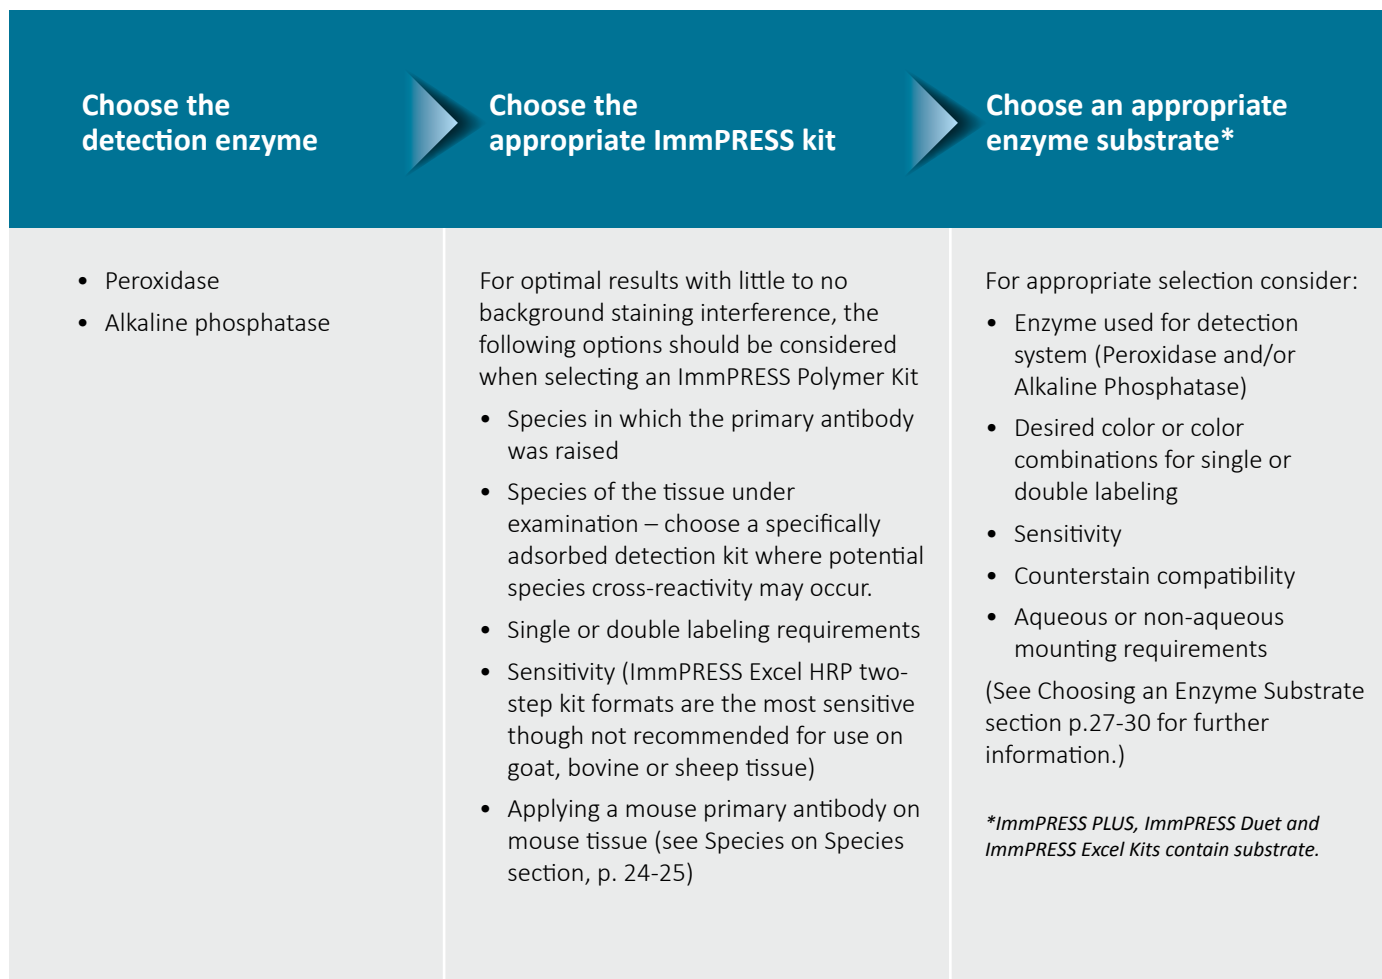 Choose the
detection enzyme
Choose the
appropriate ImmPRESS kit
Choose an appropriate
enzyme substrate*
• Peroxidase
• Alkaline phosphatase
For optimal results with little to no
background staining interference, the
following options should be considered
when selecting an ImmPRESS Polymer Kit
• Species in which the primary antibody
was raised
• Species of the tissue under
examination – choose a specifically
adsorbed detection kit where potential
species cross-reactivity may occur.
• Single or double labeling requirements
• Sensitivity (ImmPRESS Excel HRP two-
step kit formats are the most sensitive
though not recommended for use on
goat, bovine or sheep tissue)
• Applying a mouse primary antibody on
mouse tissue (see Species on Species
section, p. 24-25)
For appropriate selection consider:
• Enzyme used for detection
system (Peroxidase and/or
Alkaline Phosphatase)
• Desired color or color
combinations for single or
double labeling
• Sensitivity
• Counterstain compatibility
• Aqueous or non-aqueous
mounting requirements
(See Choosing an Enzyme Substrate
section p.27-30 for further
information.)
*ImmPRESS PLUS, ImmPRESS Duet and
ImmPRESS Excel Kits contain substrate.